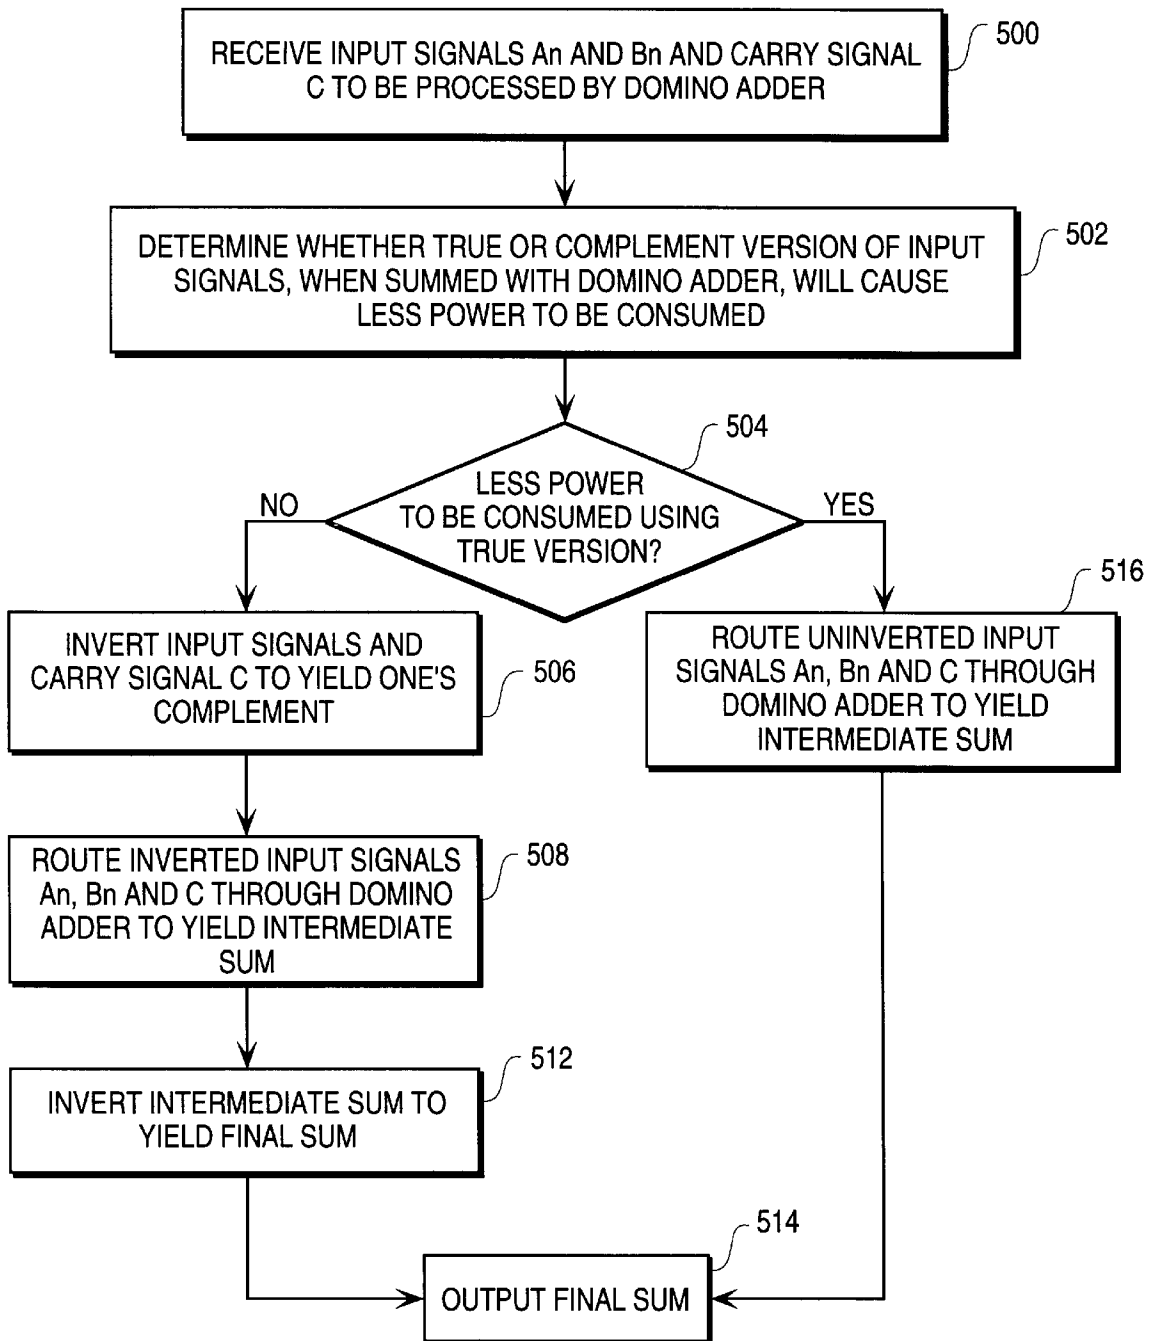 RECEIVE INPUT SIGNALS An AND Bn AND CARRY SIGNAL
C TO BE PROCESSED BY DOMINO ADDER
500
DETERMINE WHETHER TRUE OR COMPLEMENT VERSION OF INPUT
SIGNALS, WHEN SUMMED WITH DOMINO ADDER, WILL CAUSE
LESS POWER TO BE CONSUMED
502
504
LESS POWER
TO BE CONSUMED USING
TRUE VERSION?
NO
YES
INVERT INPUT SIGNALS AND
CARRY SIGNAL C TO YIELD ONE'S
COMPLEMENT
506
516
ROUTE UNINVERTED INPUT
SIGNALS An, Bn AND C THROUGH
DOMINO ADDER TO YIELD
INTERMEDIATE SUM
ROUTE INVERTED INPUT SIGNALS
An, Bn AND C THROUGH DOMINO
ADDER TO YIELD INTERMEDIATE
SUM
508
INVERT INTERMEDIATE SUM TO
YIELD FINAL SUM
512
514
OUTPUT FINAL SUM